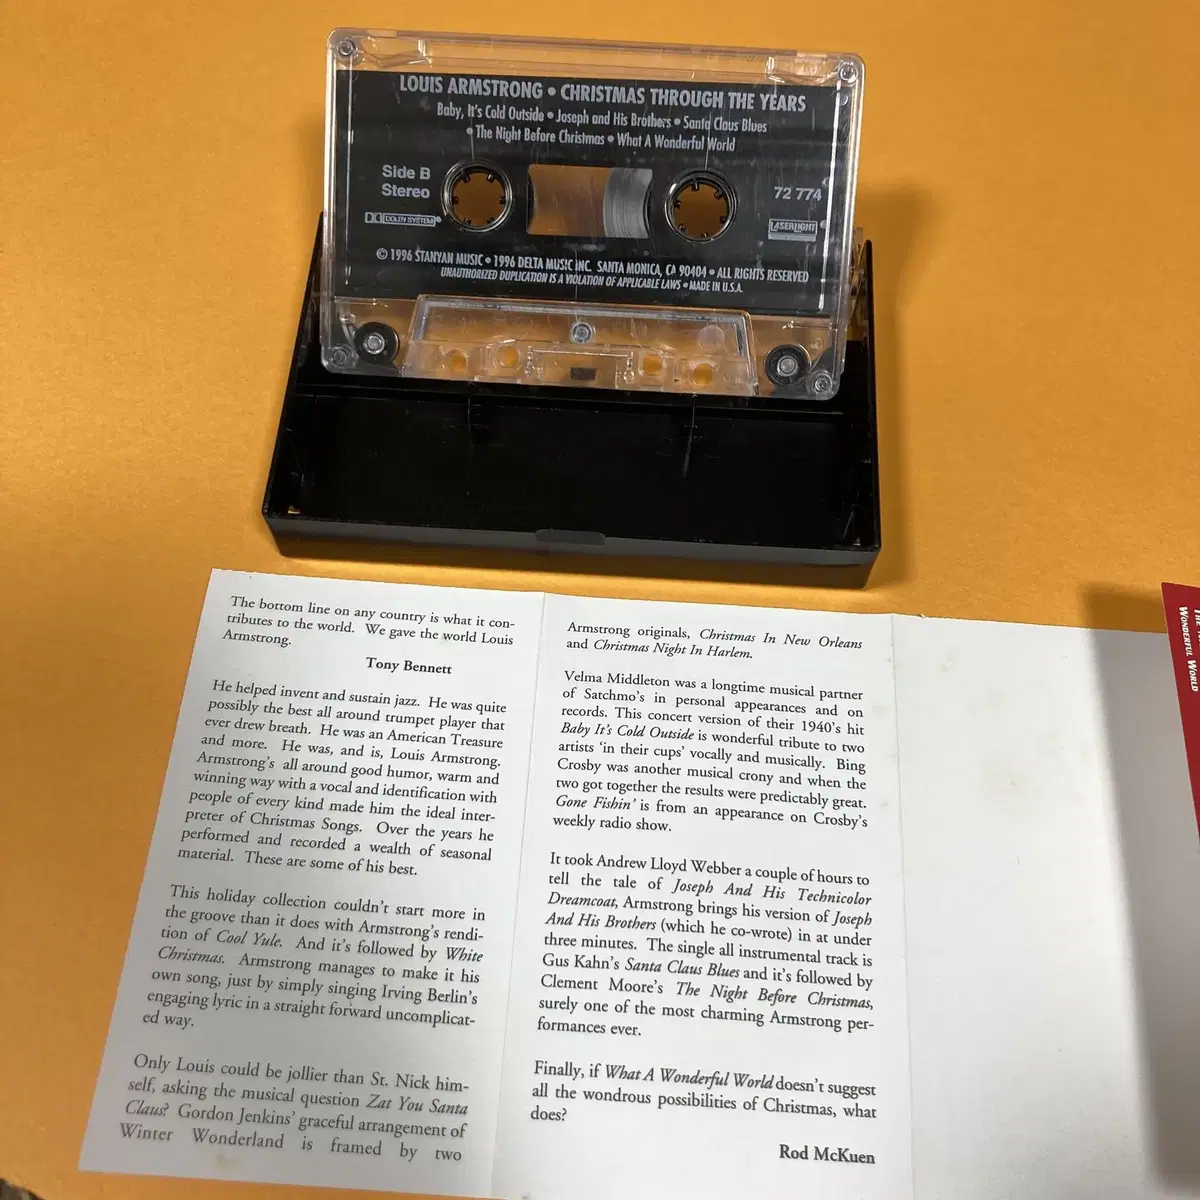 LOUIS ARMSTRONG • CHRISTMAS THROUGH THE YEARS
Baby, It's Cold Outside • Joseph and His Brothers • Santa Claus Blues
• The Night Before Christmas • What A Wonderful World
Side B
Stereo
72 774
DOLBY SYSTEM
LASERLIGHT
© 1996 STANYAN MUSIC • 1996 DELTA MUSIC INC. SANTA MONICA, CA 90404 • ALL RIGHTS RESERVED
UNAUTHORIZED DUPLICATION IS A VIOLATION OF APPLICABLE LAWS • MADE IN U.S.A.
The bottom line on any country is what it con-
tributes to the world. We gave the world Louis
Armstrong.
Tony Bennett
He helped invent and sustain jazz. He was quite
possibly the best all around trumpet player that
ever drew breath. He was an American Treasure
and more. He was, and is, Louis Armstrong.
Armstrong's all around good humor, warm and
winning way with a vocal and identification with
people of every kind made him the ideal inter-
preter of Christmas Songs. Over the years he
performed and recorded a wealth of seasonal
material. These are some of his best.
This holiday collection couldn't start more in
the groove than it does with Armstrong's rendi-
tion of Cool Yule. And it's followed by White
Christmas. Armstrong manages to make it his
own song, just by simply singing Irving Berlin's
engaging lyric in a straight forward uncomplicat-
ed way.
Only Louis could be jollier than St. Nick him-
self, asking the musical question Zat You Santa
Claus? Gordon Jenkins' graceful arrangement of
Winter Wonderland is framed by two
Armstrong originals, Christmas In New Orleans
and Christmas Night In Harlem.
Velma Middleton was a longtime musical partner
of Satchmo's in personal appearances and on
records. This concert version of their 1940's hit
Baby It's Cold Outside is wonderful tribute to two
artists 'in their cups' vocally and musically. Bing
Crosby was another musical crony and when the
two got together the results were predictably great.
Gone Fishin' is from an appearance on Crosby's
weekly radio show.
It took Andrew Lloyd Webber a couple of hours to
tell the tale of Joseph And His Technicolor
Dreamcoat, Armstrong brings his version of Joseph
And His Brothers (which he co-wrote) in at under
three minutes. The single all instrumental track is
Gus Kahn's Santa Claus Blues and it's followed by
Clement Moore's The Night Before Christmas,
surely one of the most charming Armstrong per-
formances ever.
Finally, if What A Wonderful World doesn't suggest
all the wondrous possibilities of Christmas, what
does?
Rod McKuen
WONDERFUL WORLD